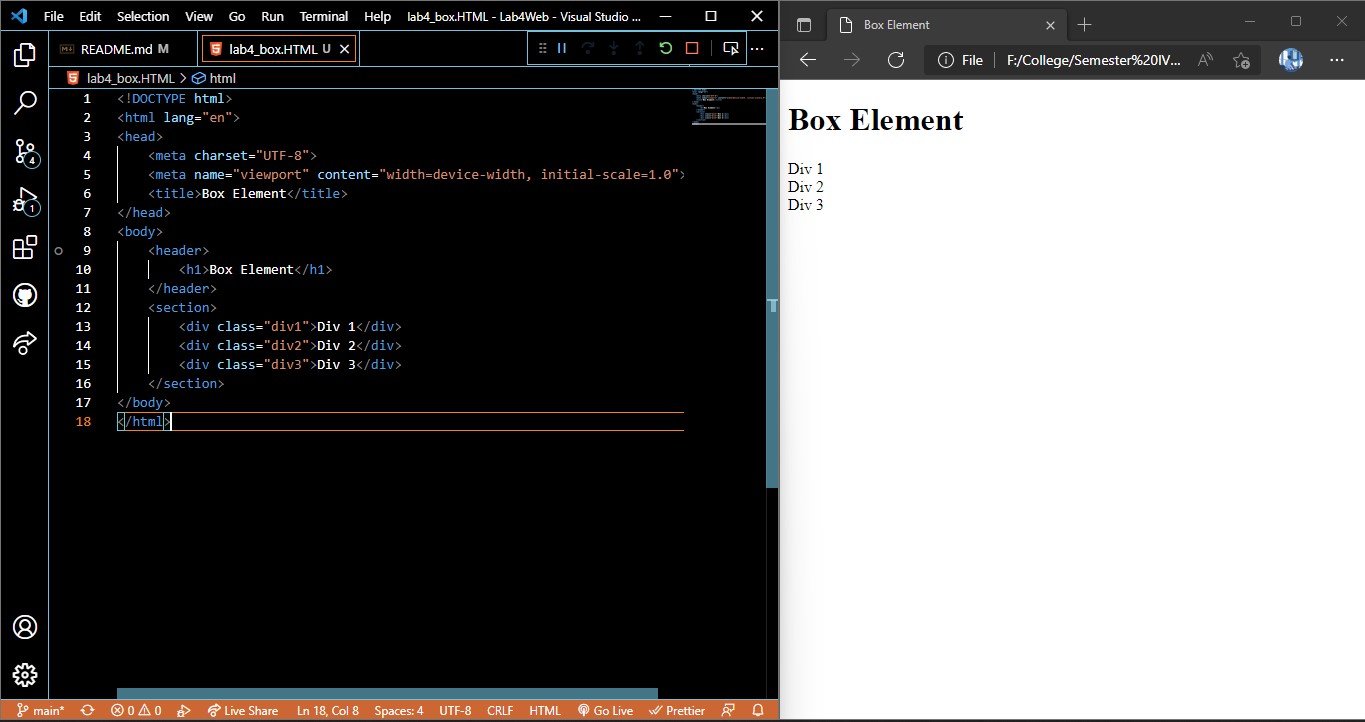 File Edit Selection View Go Run Terminal Help lab4_box.HTML - Lab4Web - Visual Studio ...
README.md M lab4_box.HTML U
lab4_box.HTML > html
1 <!DOCTYPE html>
2 <html lang="en">
3 <head>
4 <meta charset="UTF-8">
5 <meta name="viewport" content="width=device-width, initial-scale=1.0">
6 <title>Box Element</title>
7 </head>
8 <body>
9 <header>
10 <h1>Box Element</h1>
11 </header>
12 <section>
13 <div class="div1">Div 1</div>
14 <div class="div2">Div 2</div>
15 <div class="div3">Div 3</div>
16 </section>
17 </body>
18 </html>
4
1
main* 0 0 Live Share Ln 18, Col 8 Spaces: 4 UTF-8 CRLF HTML Go Live Prettier
Box Element
File F:/College/Semester%20IV...
Box Element
Div 1
Div 2
Div 3